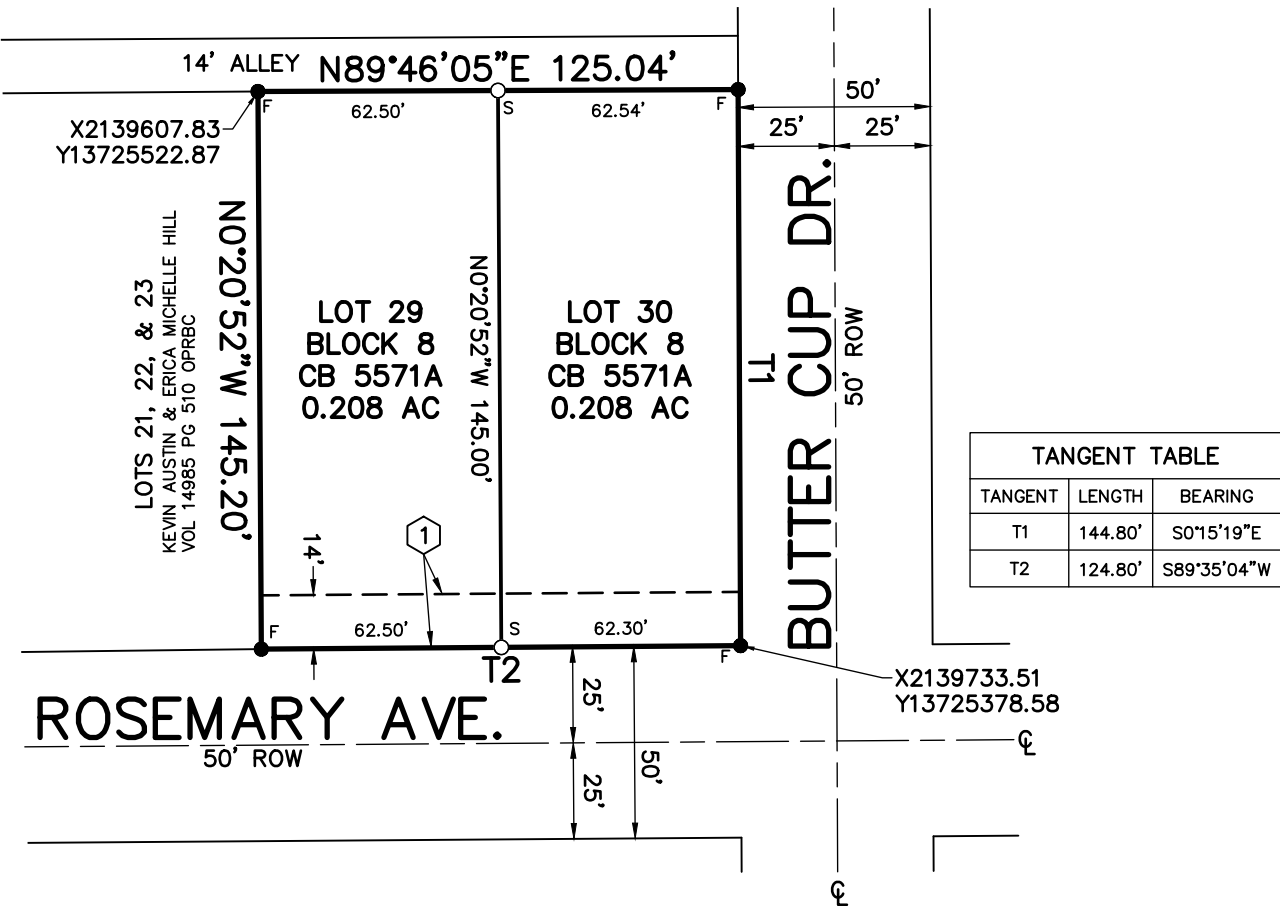 14' ALLEY
N89°46'05"E 125.04'
F
62.50'
S
62.54'
F
50'
25'
25'
X2139607.83
Y13725522.87
LOTS 21, 22, & 23
KEVIN AUSTIN & ERICA MICHELLE HILL
VOL 14985 PG 510 OPRBC
N0°20'52"W 145.20'
LOT 29
BLOCK 8
CB 5571A
0.208 AC
N0°20'52"W 145.00'
LOT 30
BLOCK 8
CB 5571A
0.208 AC
T1
BUTTER CUP DR.
50' ROW
TANGENT TABLE
TANGENT LENGTH BEARING
T1 144.80' S0°15'19"E
T2 124.80' S89°35'04"W
14'
1
F
62.50'
S
62.30'
F
T2
X2139733.51
Y13725378.58
ROSEMARY AVE.
50' ROW
25'
50'
25'
CL
CL